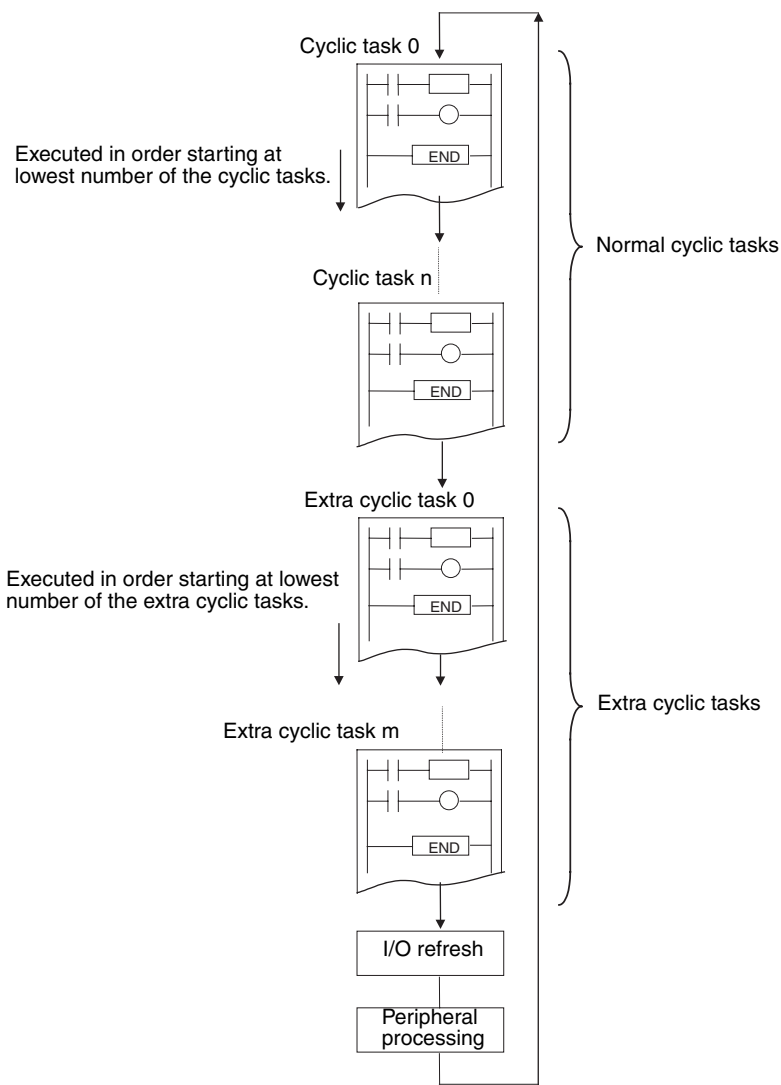 Cyclic task 0
END
Executed in order starting at
lowest number of the cyclic tasks.
Normal cyclic tasks
Cyclic task n
END
Extra cyclic task 0
Executed in order starting at lowest
number of the extra cyclic tasks.
END
Extra cyclic tasks
Extra cyclic task m
END
I/O refresh
Peripheral
processing